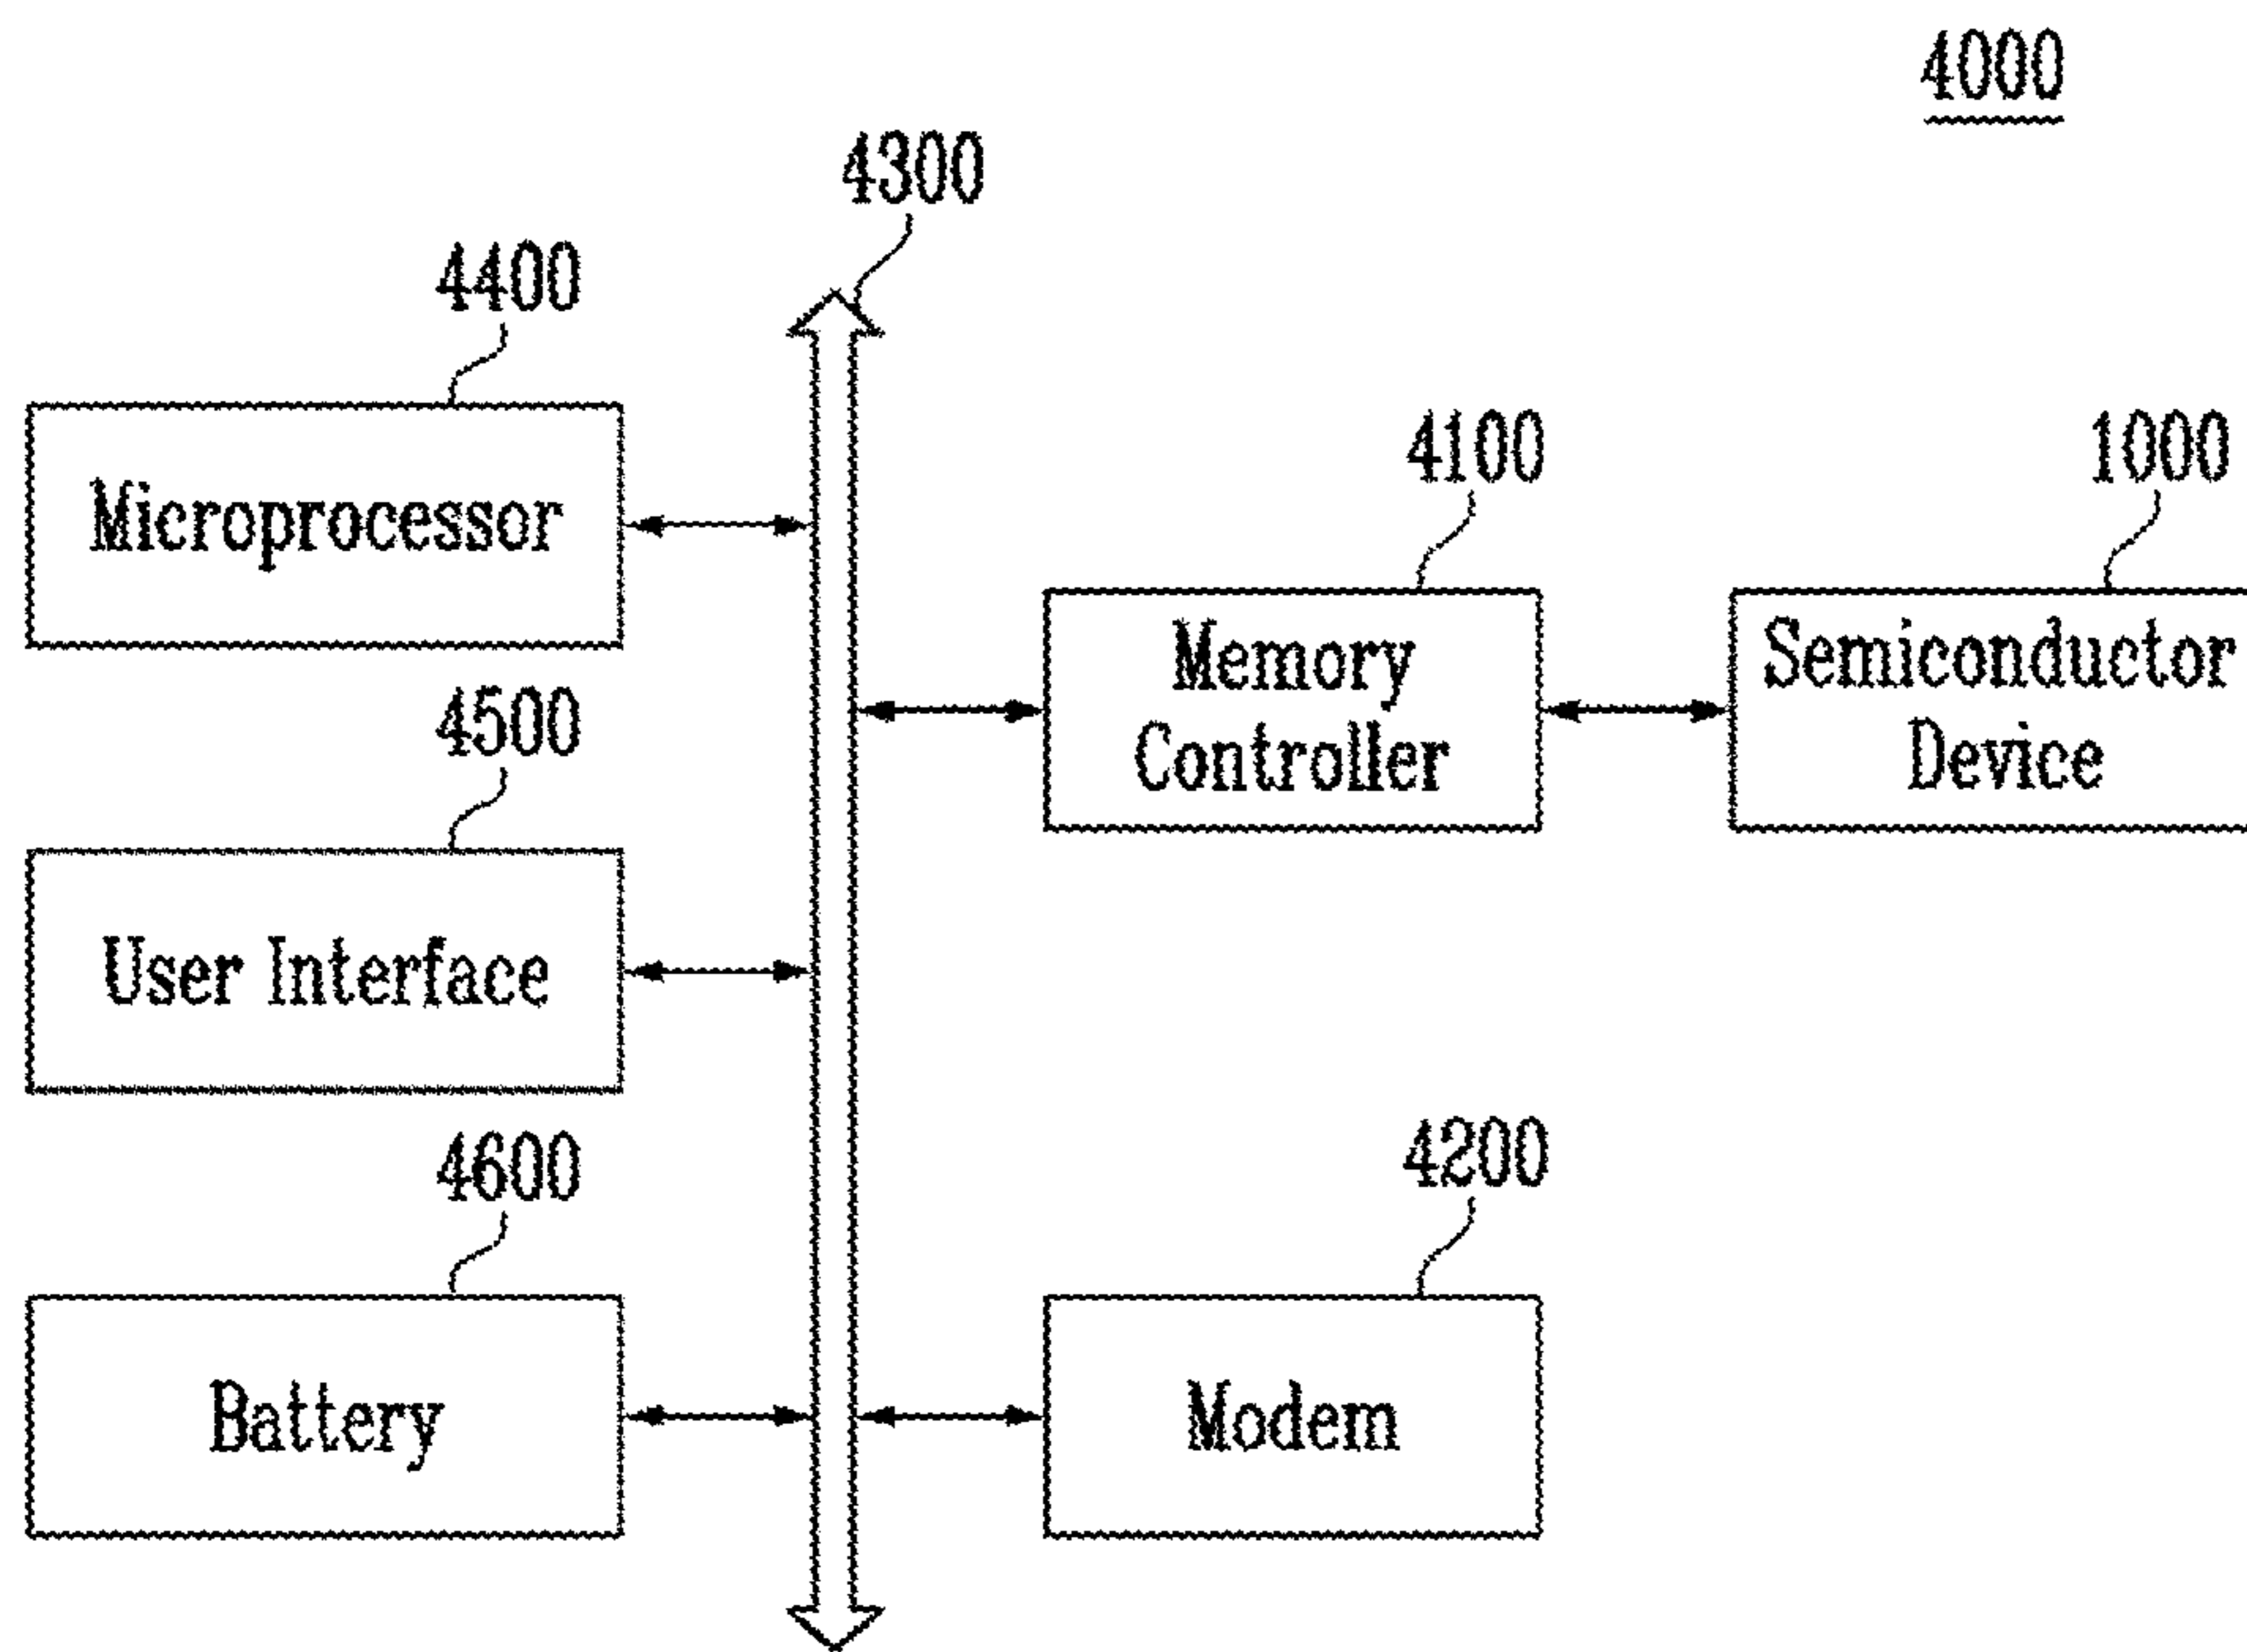 4000
4300
4400
Microprocessor
4100
1000
Memory
Controller
Semiconductor
Device
4500
User Interface
4600
Battery
4200
Modem